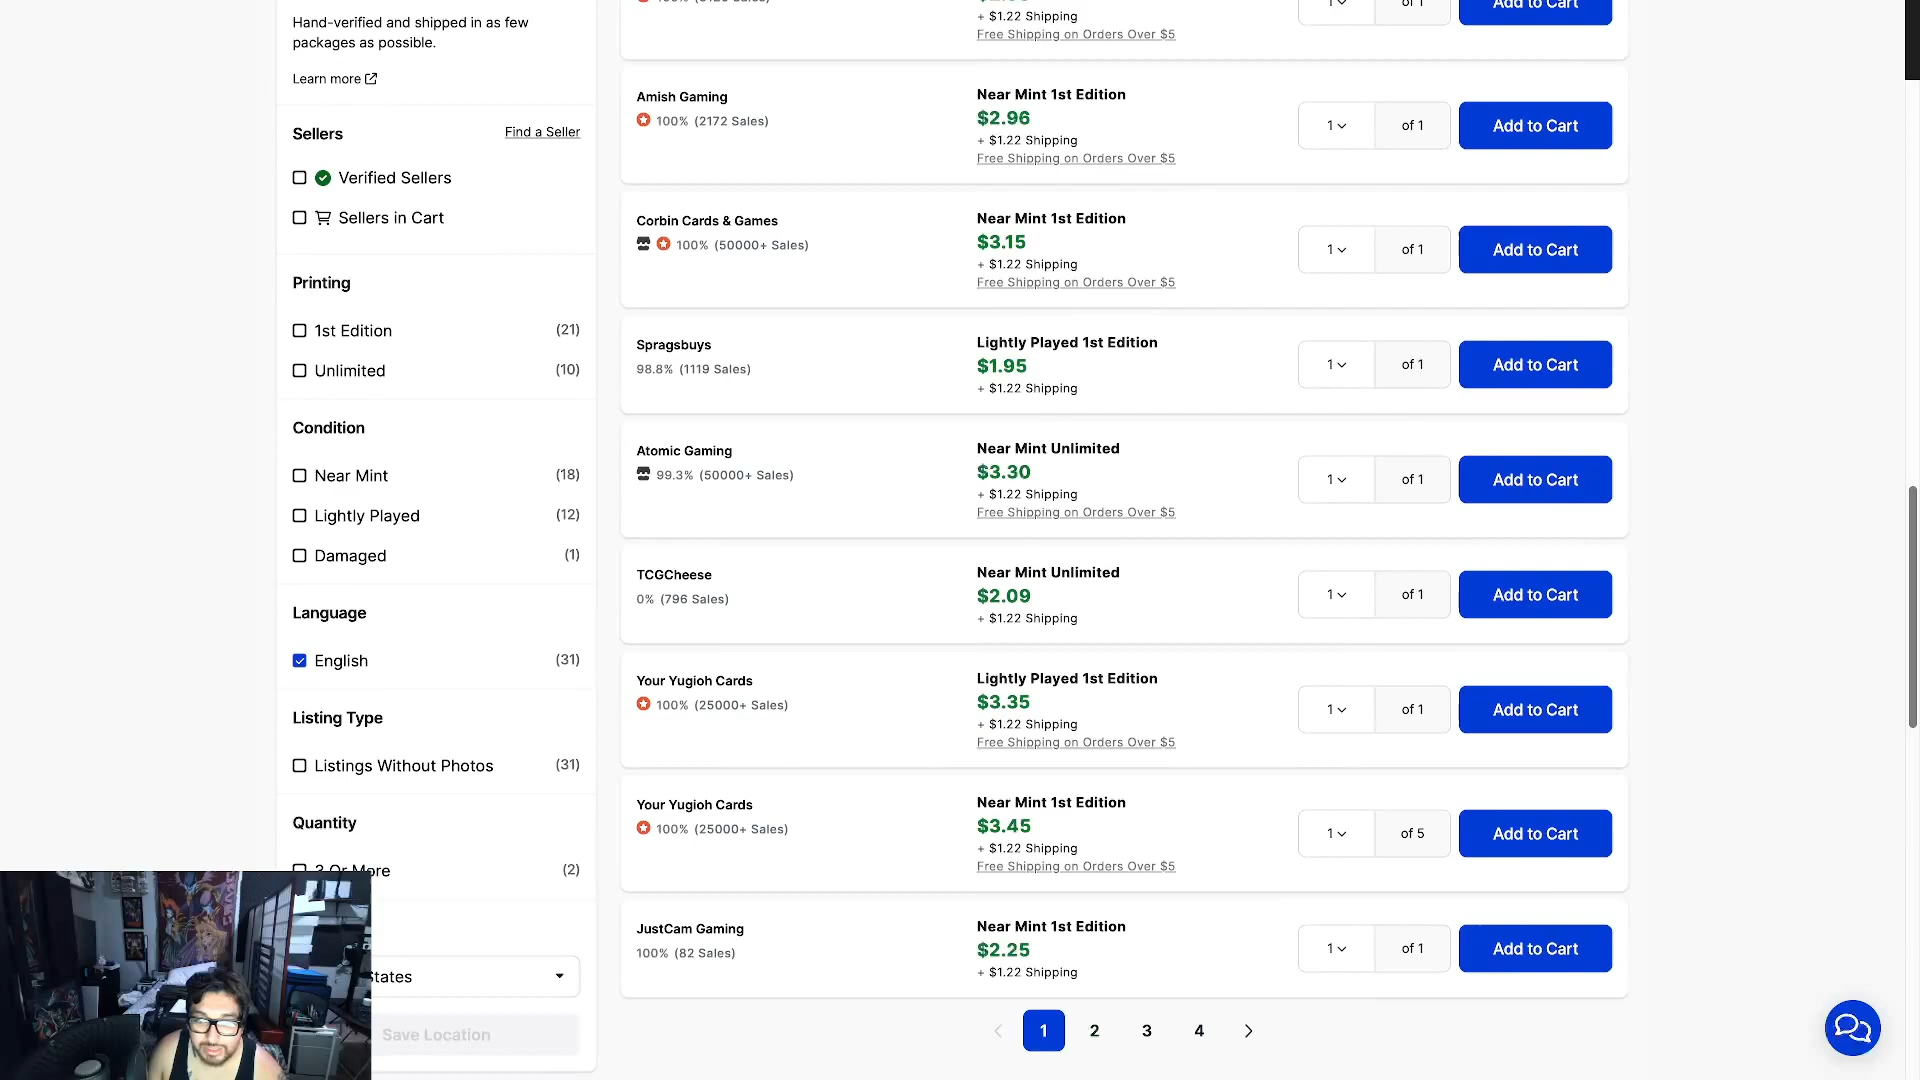 Hand-verified and shipped in as few
packages as possible.
Learn more
Sellers
Find a Seller
Verified Sellers
Sellers in Cart
Printing
1st Edition
(21)
Unlimited
(10)
Condition
Near Mint
(18)
Lightly Played
(12)
Damaged
(1)
Language
English
(31)
Listing Type
Listings Without Photos
(31)
Quantity
3 Or More
(2)
States
Save Location
+ $1.22 Shipping
Free Shipping on Orders Over $5
1
of 1
Add to Cart
Amish Gaming
100% (2172 Sales)
Near Mint 1st Edition
$2.96
+ $1.22 Shipping
Free Shipping on Orders Over $5
1
of 1
Add to Cart
Corbin Cards & Games
100% (50000+ Sales)
Near Mint 1st Edition
$3.15
+ $1.22 Shipping
Free Shipping on Orders Over $5
1
of 1
Add to Cart
Spragsbuys
98.8% (1119 Sales)
Lightly Played 1st Edition
$1.95
+ $1.22 Shipping
1
of 1
Add to Cart
Atomic Gaming
99.3% (50000+ Sales)
Near Mint Unlimited
$3.30
+ $1.22 Shipping
Free Shipping on Orders Over $5
1
of 1
Add to Cart
TCGCheese
0% (796 Sales)
Near Mint Unlimited
$2.09
+ $1.22 Shipping
1
of 1
Add to Cart
Your Yugioh Cards
100% (25000+ Sales)
Lightly Played 1st Edition
$3.35
+ $1.22 Shipping
Free Shipping on Orders Over $5
1
of 1
Add to Cart
Your Yugioh Cards
100% (25000+ Sales)
Near Mint 1st Edition
$3.45
+ $1.22 Shipping
Free Shipping on Orders Over $5
1
of 5
Add to Cart
JustCam Gaming
100% (82 Sales)
Near Mint 1st Edition
$2.25
+ $1.22 Shipping
1
of 1
Add to Cart
1 2 3 4